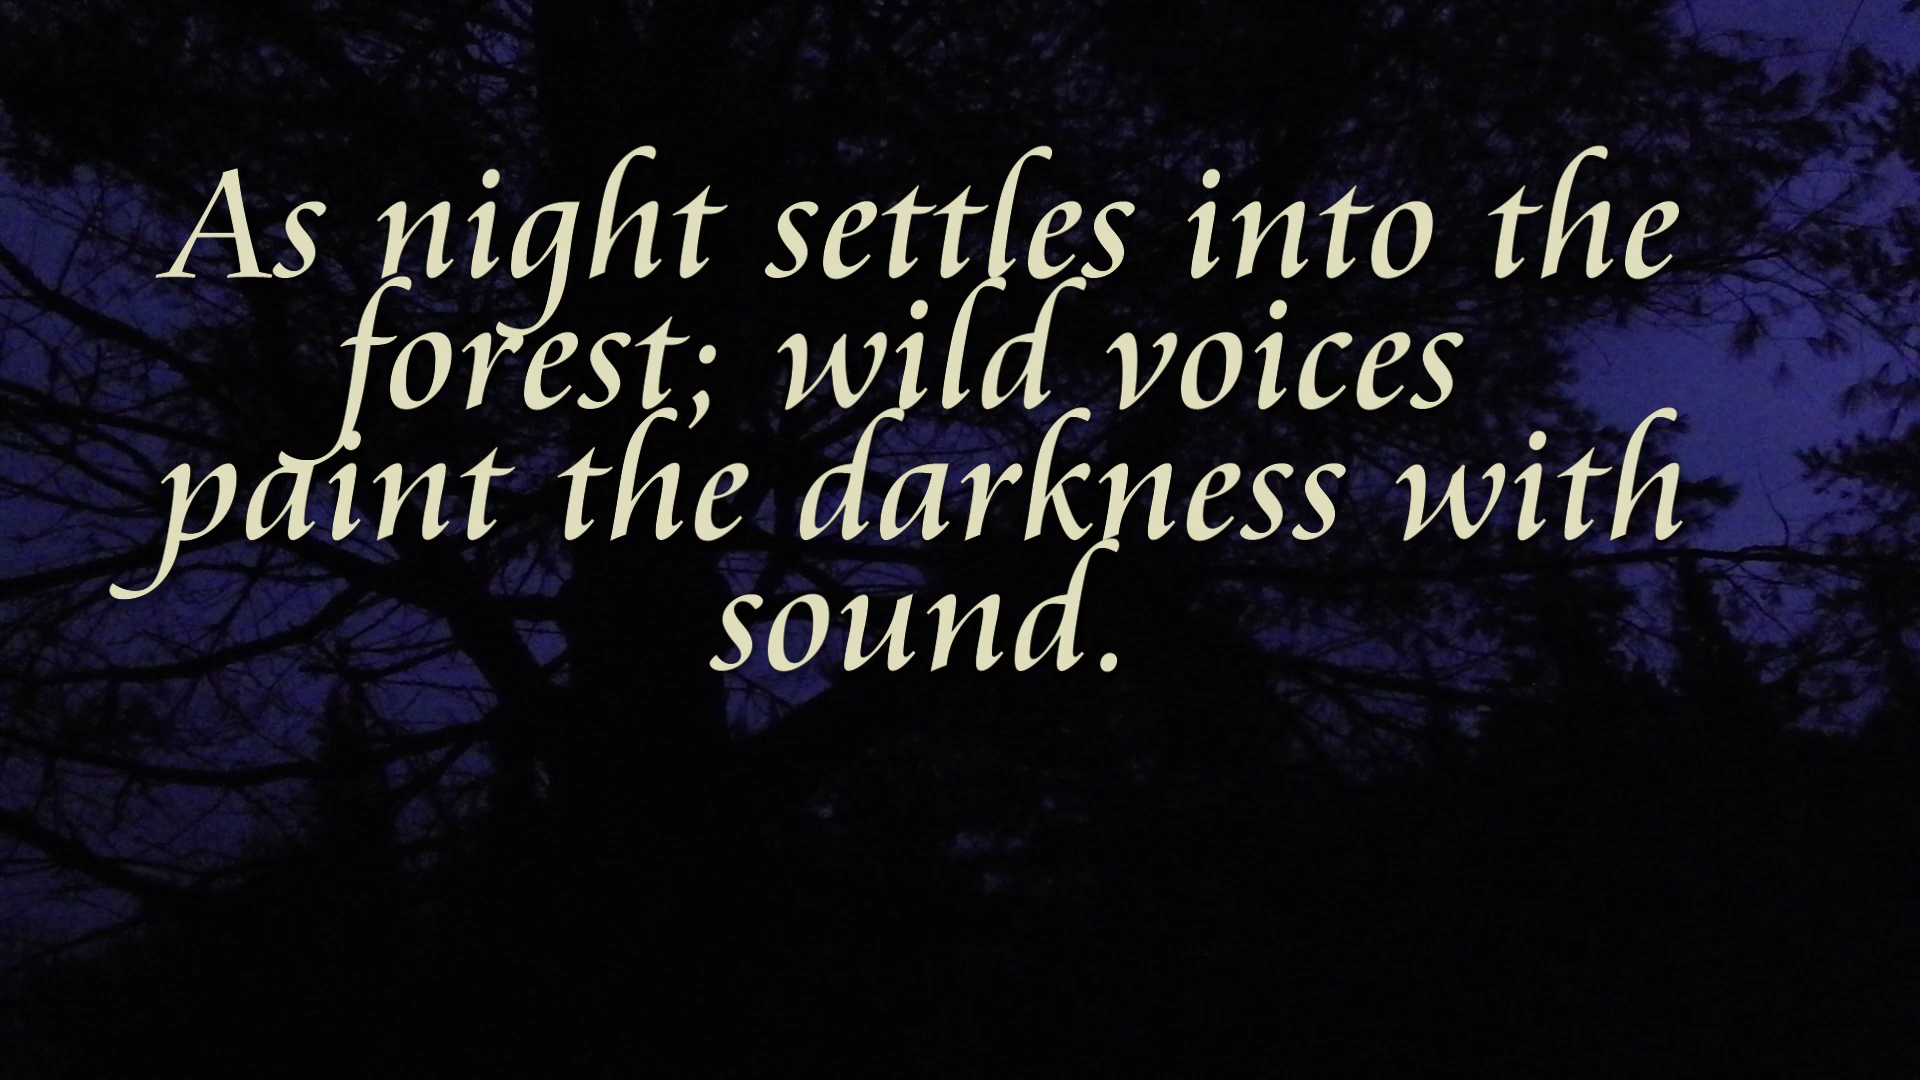 As night settles into the
forest; wild voices
paint the darkness with
sound.